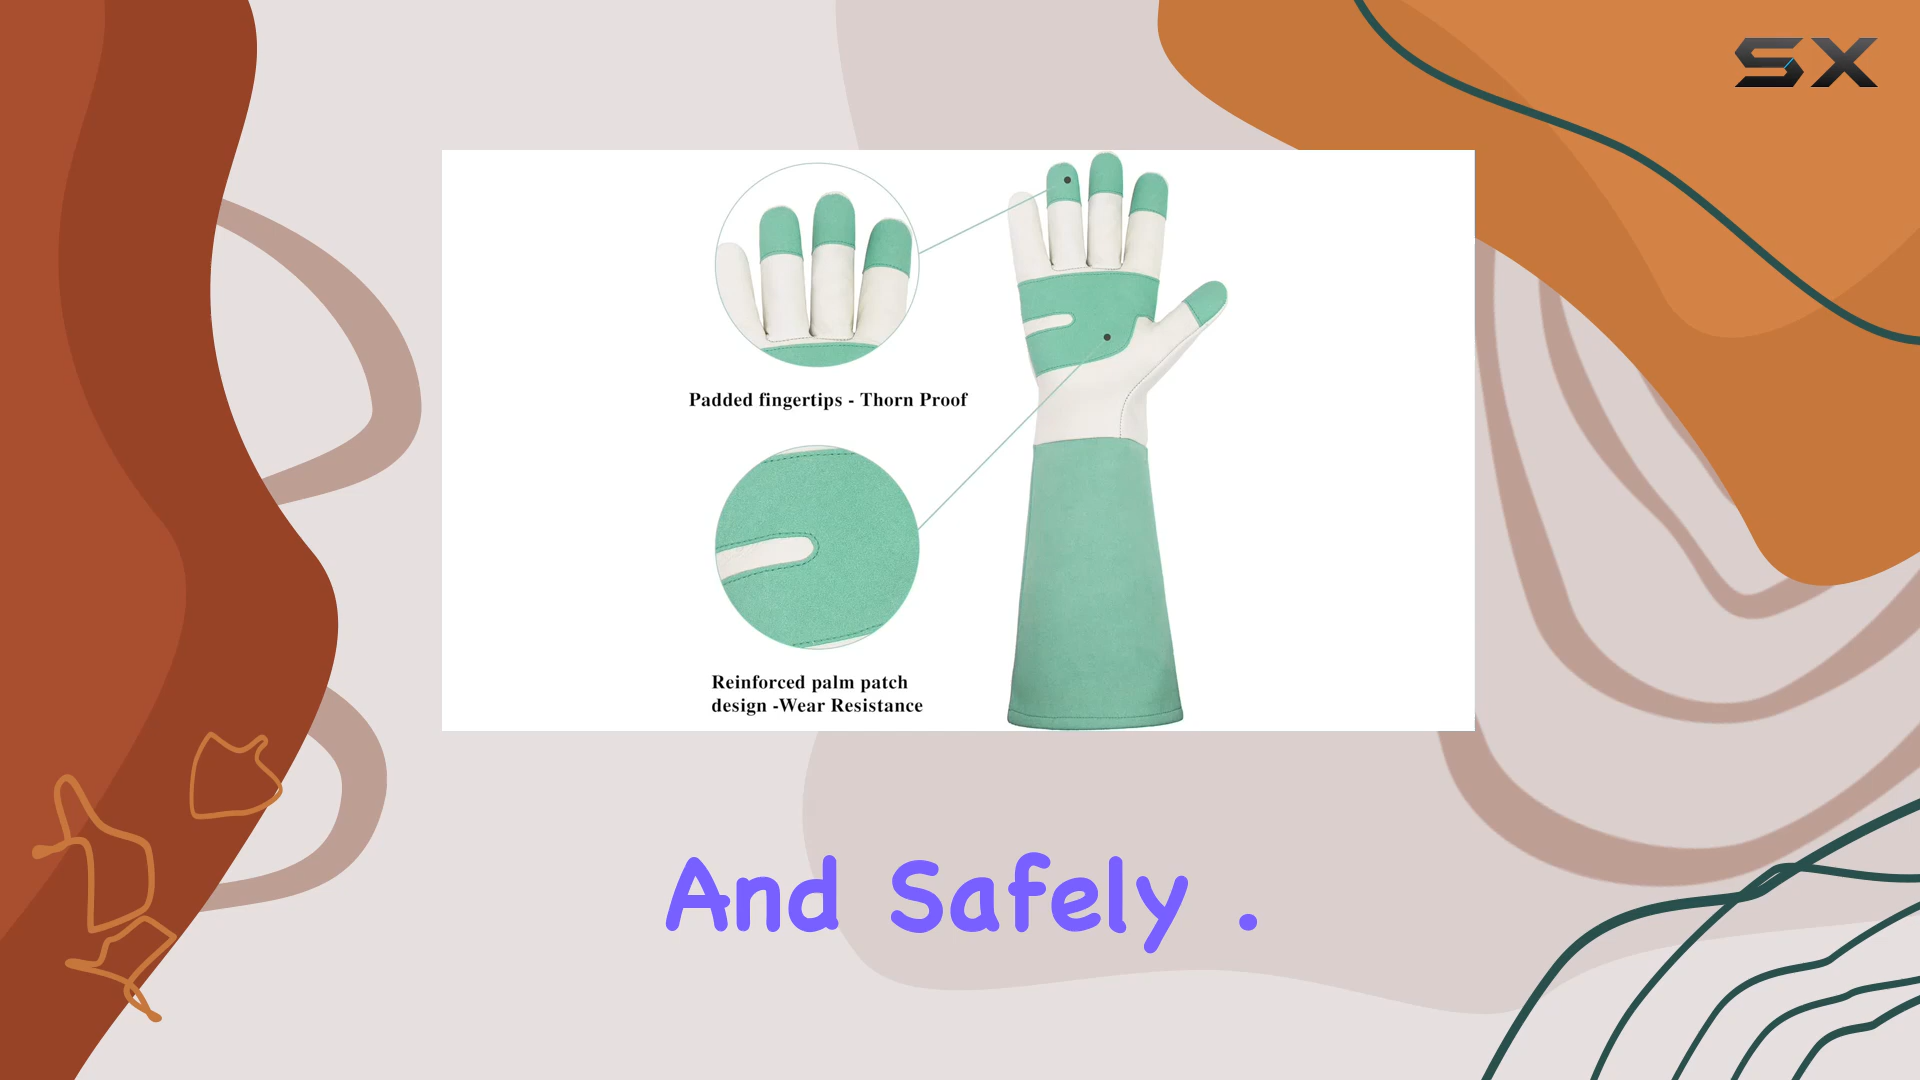 SX
Padded fingertips - Thorn Proof
Reinforced palm patch
design -Wear Resistance
And Safely .